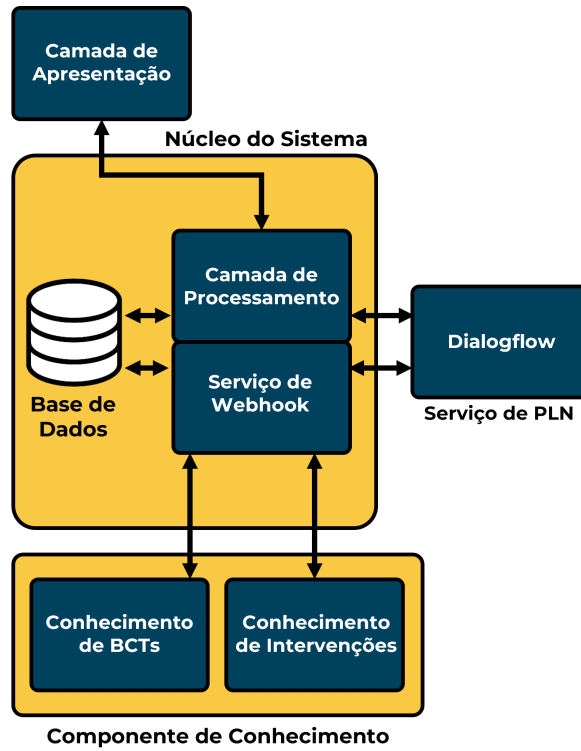 Camada de
Apresentação
Núcleo do Sistema
Camada de
Processamento
Dialogflow
Serviço de
Webhook
Base de
Dados
Serviço de PLN
Conhecimento
de BCTs
Conhecimento
de Intervenções
Componente de Conhecimento